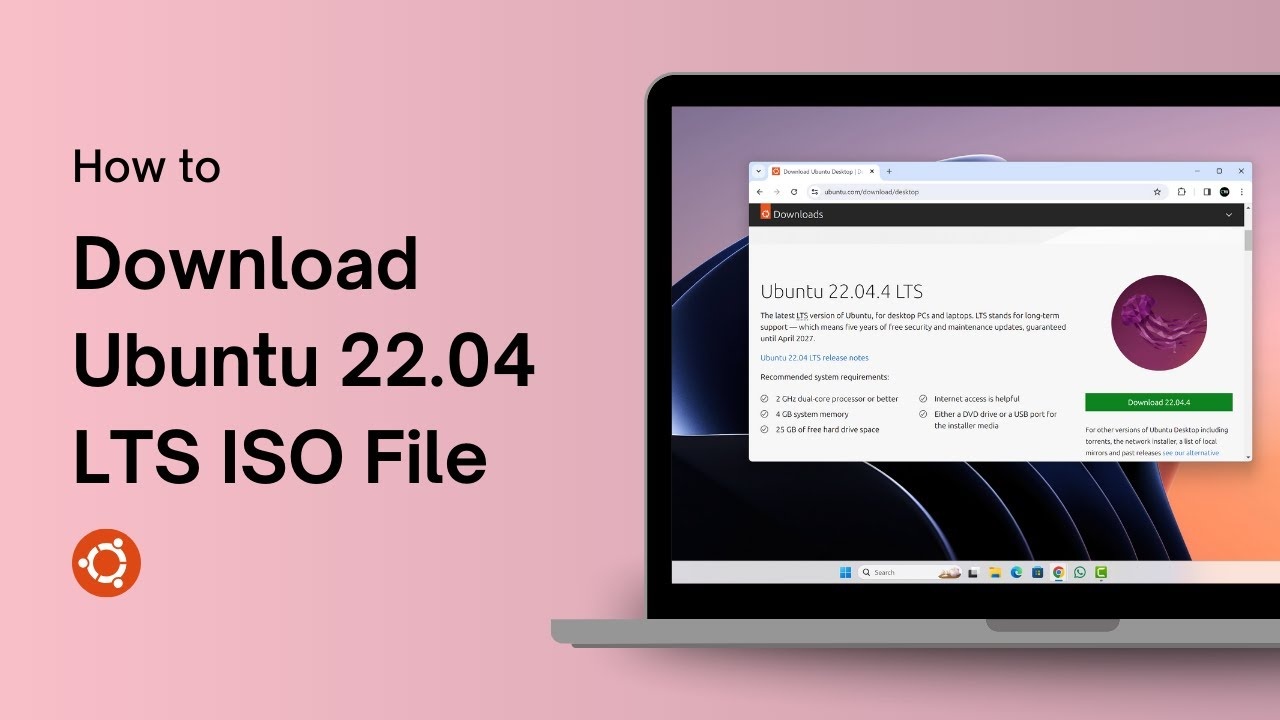 How to
Download
Ubuntu 22.04
LTS ISO File
Download Ubuntu Desktop | D...
ubuntu.com/download/desktop
Downloads
Ubuntu 22.04.4 LTS
The latest LTS version of Ubuntu, for desktop PCs and laptops. LTS stands for long-term
support — which means five years of free security and maintenance updates, guaranteed
until April 2027.
Ubuntu 22.04 LTS release notes
Recommended system requirements:
2 GHz dual-core processor or better
4 GB system memory
25 GB of free hard drive space
Internet access is helpful
Either a DVD drive or a USB port for
the installer media
Download 22.04.4
For other versions of Ubuntu Desktop including
torrents, the network installer, a list of local
mirrors and past releases see our alternative
Search